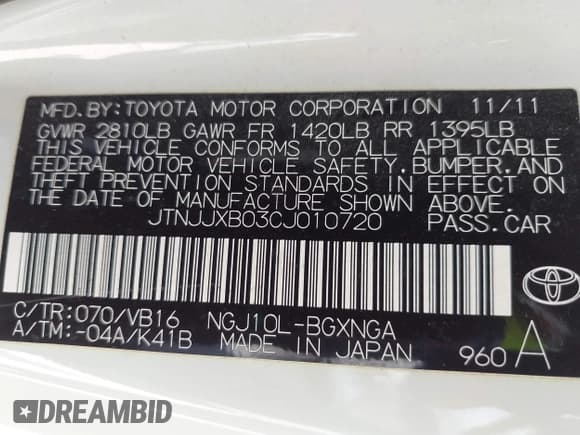 MFD.BY:TOYOTA MOTOR CORPORATION 11/11
GVWR 2810LB GAWR FR 1420LB RR 1395LB
THIS VEHICLE CONFORMS TO ALL APPLICABLE
FEDERAL MOTOR VEHICLE SAFETY,BUMPER,AND
THEFT PREVENTION STANDARDS IN EFFECT ON
THE DATE OF MANUFACTURE SHOWN ABOVE.
JTNJJXB03CJ010720 PASS.CAR
C/TR:070/VB16 NGJ10L-BGXNGA
A/TM:-04A/K41B MADE IN JAPAN 960 A
DREAMBID